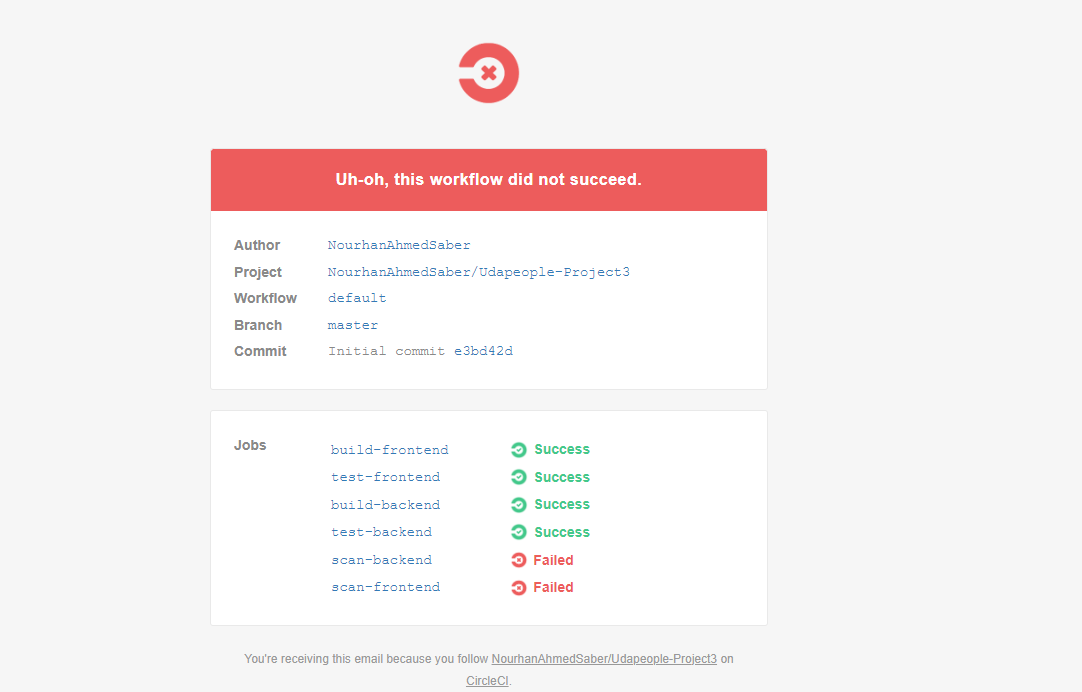 Uh-oh, this workflow did not succeed.
Author NourhanAhmedSaber
Project NourhanAhmedSaber/Udapeople-Project3
Workflow default
Branch master
Commit Initial commit e3bd42d
Jobs build-frontend Success
test-frontend Success
build-backend Success
test-backend Success
scan-backend Failed
scan-frontend Failed
You're receiving this email because you follow NourhanAhmedSaber/Udapeople-Project3 on
CircleCI.